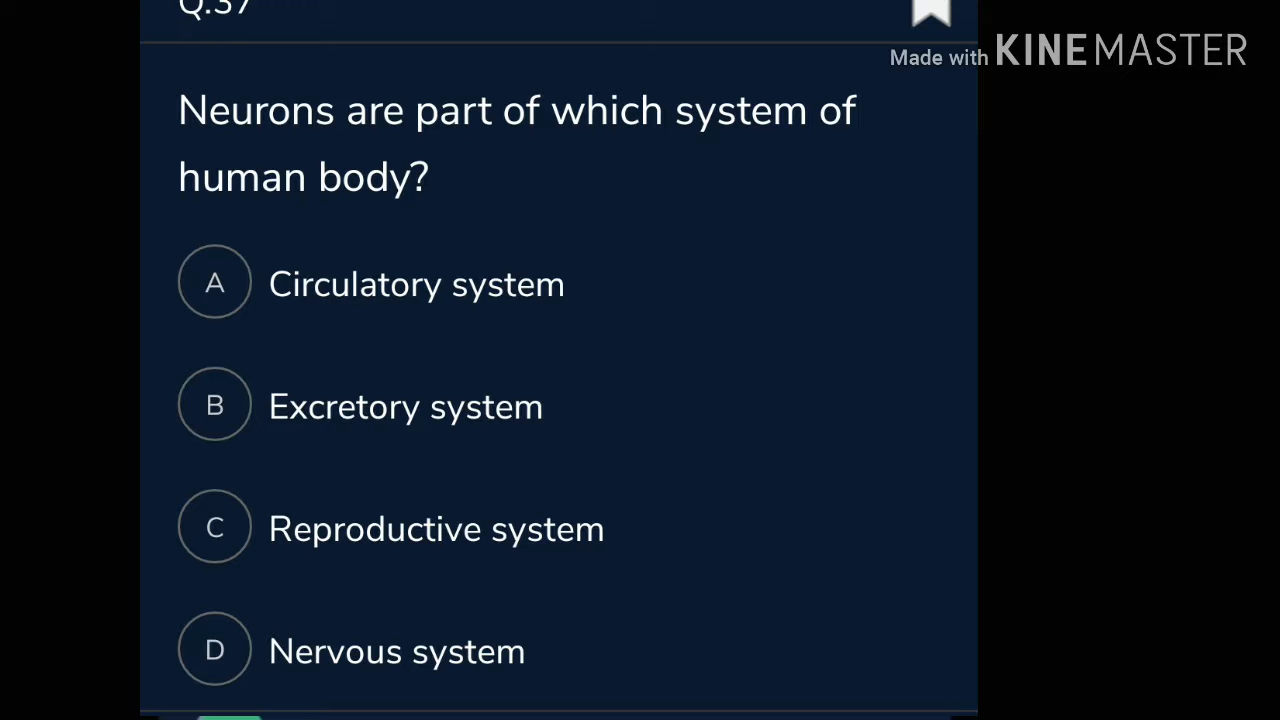 Q.37
Made with KINEMASTER
Neurons are part of which system of
human body?
A Circulatory system
B Excretory system
C Reproductive system
D Nervous system